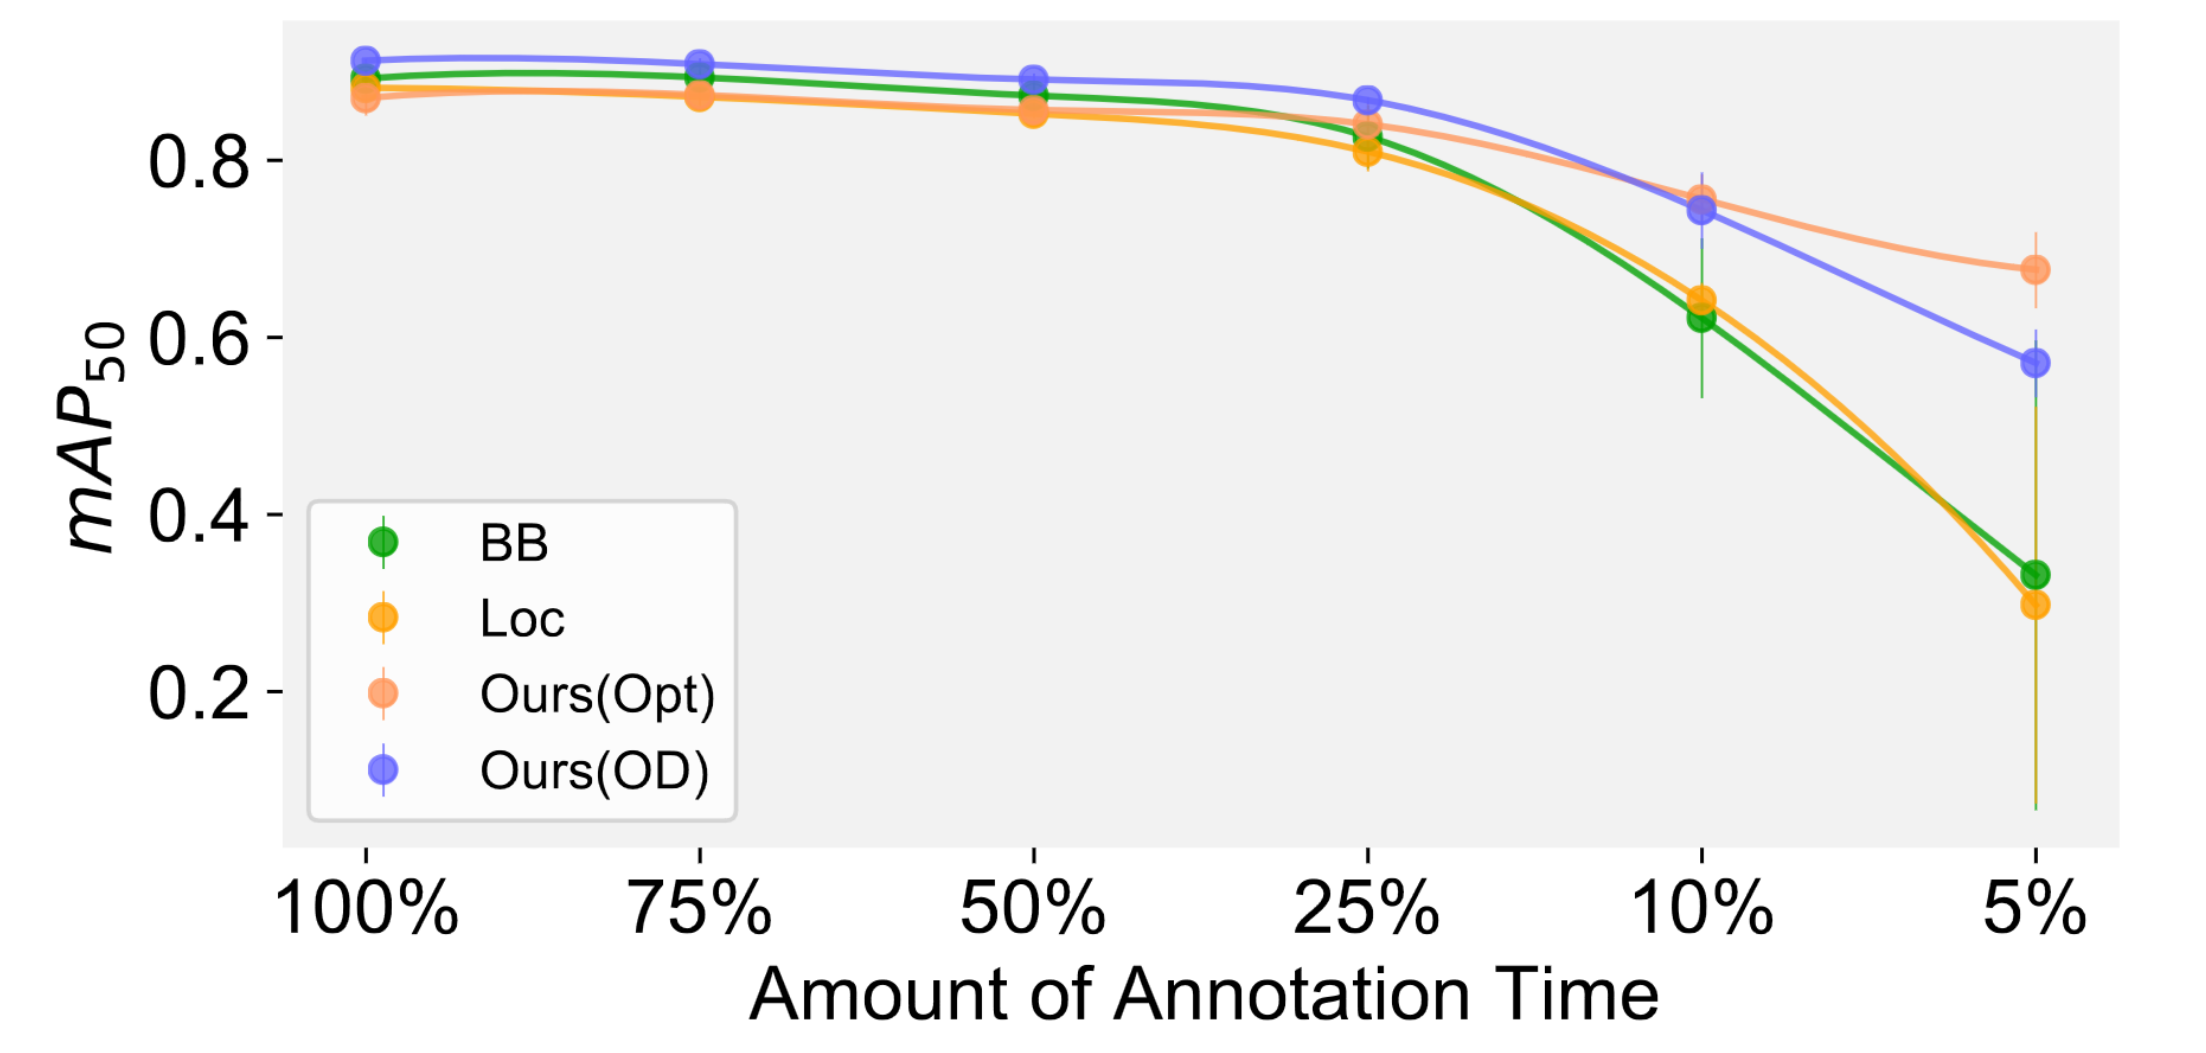 mAP50
0.8
0.6
0.4
0.2
BB
Loc
Ours(Opt)
Ours(OD)
100% 75% 50% 25% 10% 5%
Amount of Annotation Time